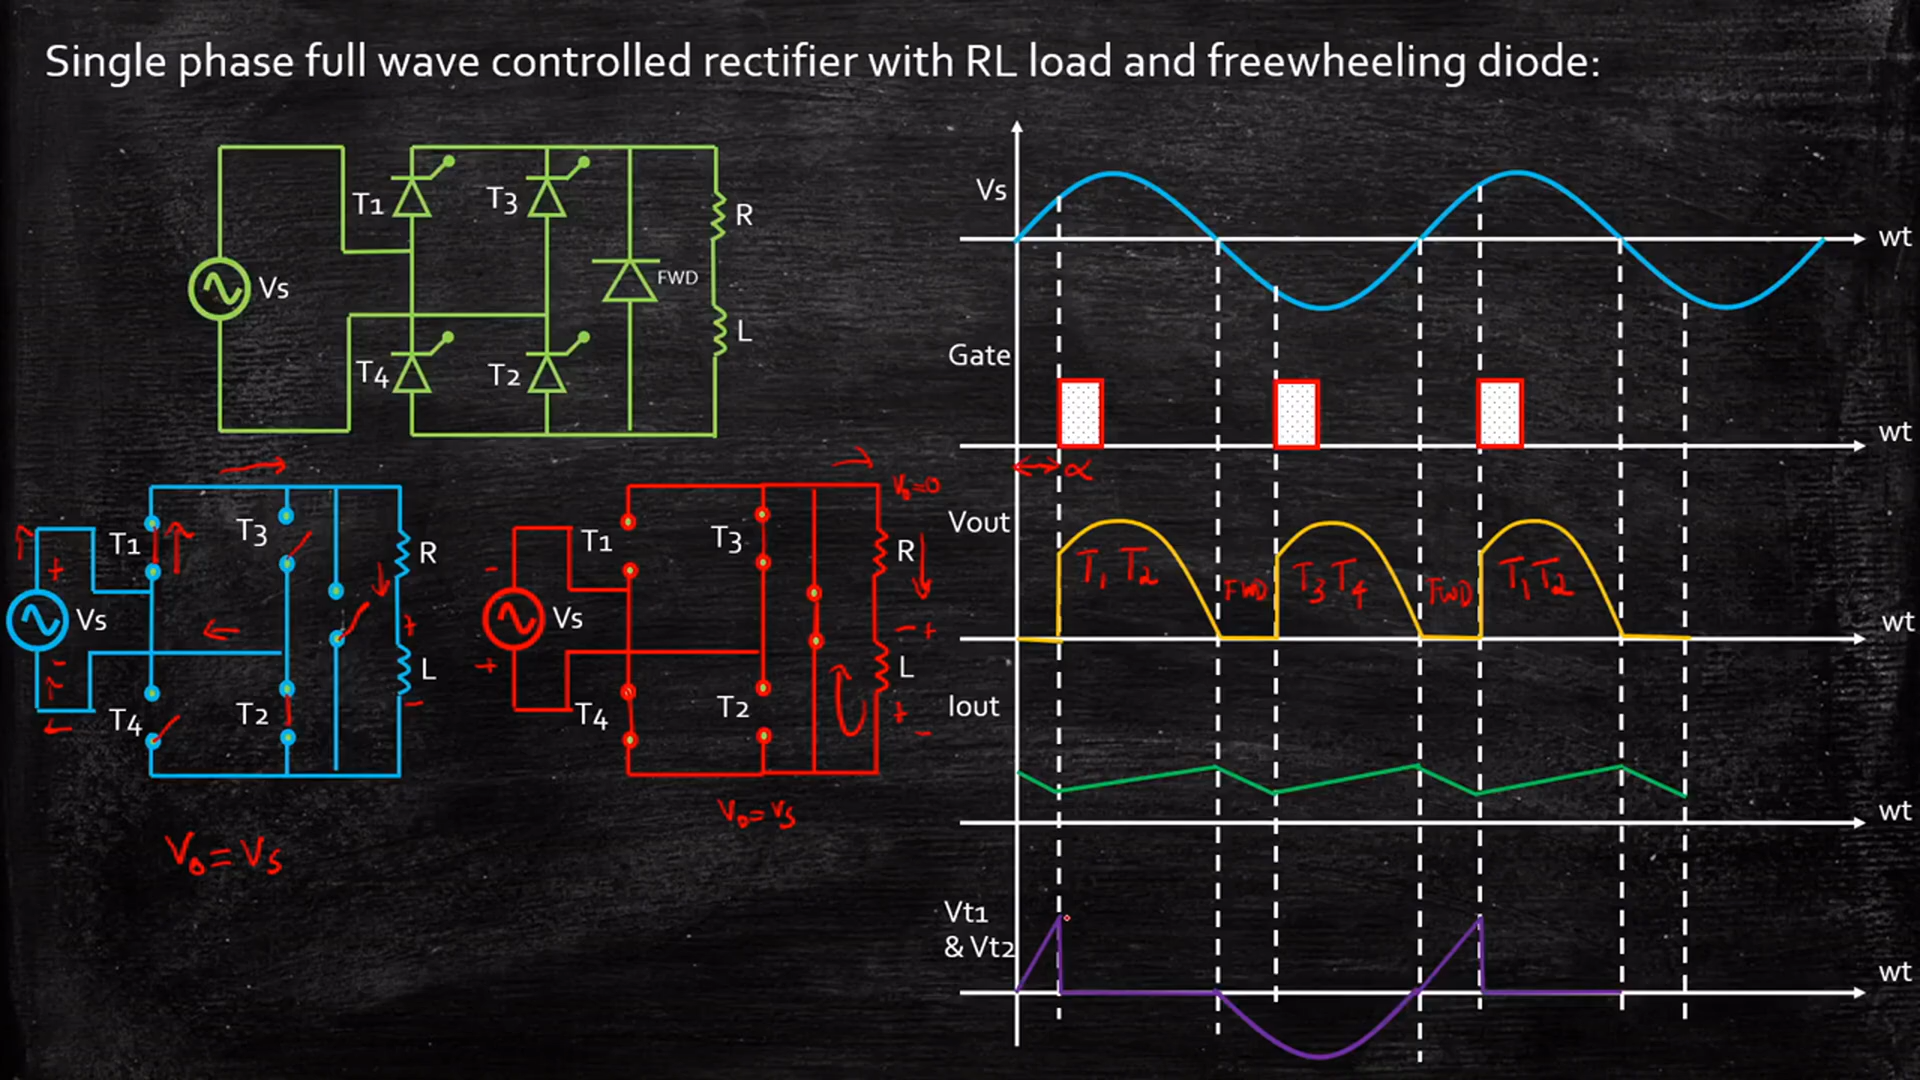 Single phase full wave controlled rectifier with RL load and freewheeling diode:
T1
T3
R
Vs
FWD
L
T4
T2
T1
T3
R
+
Vs
+
-
L
-
T4
T2
V₀=Vs
V₀=0
T1
T3
R
-
Vs
- +
+
L
+
-
T4
T2
V₀=Vs
Vs
wt
Gate
wt
α
Vout
T₁ T₂
FWD
T₃ T₄
FWD
T₁ T₂
wt
Iout
wt
Vt1
& Vt2
wt